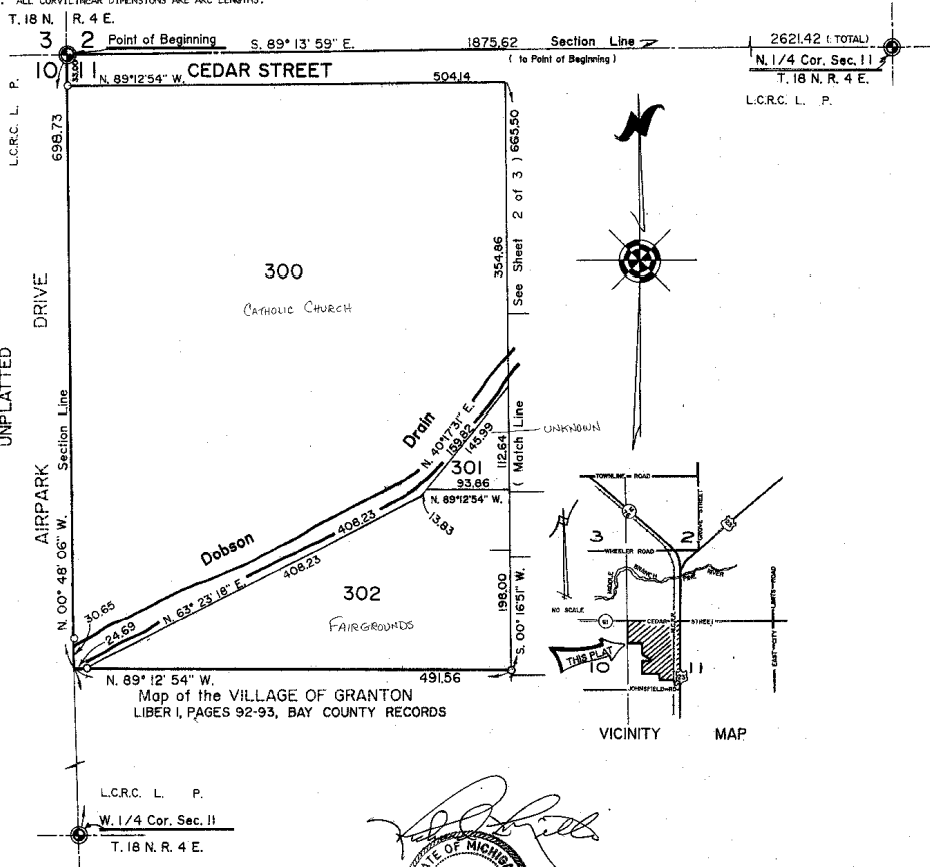 ALL CURVILINEAR DIMENSIONS ARE ARC LENGTHS.
T. 18 N. R. 4 E.
3 2 Point of Beginning S. 89° 13' 59" E. 1875.62 Section Line 2621.42 (TOTAL)
( to Point of Beginning )
N. 1/4 Cor. Sec. 11
T. 18 N. R. 4 E.
L.C.R.C. L. P.
10 11 33.00 CEDAR STREET
N. 89°12'54" W. 504.14
L.C.R.C. L. P.
698.73
665.50
( See Sheet 2 of 3 )
354.86
300
CATHOLIC CHURCH
UNPLATTED
AIRPARK DRIVE
Section Line
N. 00° 48' 06" W.
Drain
N. 40°17'31" E.
159.82
145.99
UNKNOWN
112.64
( Match Line
301
93.86
N. 89°12'54" W.
13.83
Dobson
408.23
N. 63° 23' 18" E.
408.23
302
FAIRGROUNDS
198.00
S. 00° 16'51" W.
30.65
24.69
N. 89° 12' 54" W. 491.56
Map of the VILLAGE OF GRANTON
LIBER 1, PAGES 92-93, BAY COUNTY RECORDS
L.C.R.C. L. P.
W. 1/4 Cor. Sec. 11
T. 18 N. R. 4 E.
N
TOWNLINE ROAD
3 2
WHEELER ROAD
MIDDLE BRANCH PINE RIVER
NO SCALE
61 CEDAR STREET
THIS PLAT
10 11
23
JOHNSFIELD RD.
VICINITY MAP
STATE OF MICHIGAN